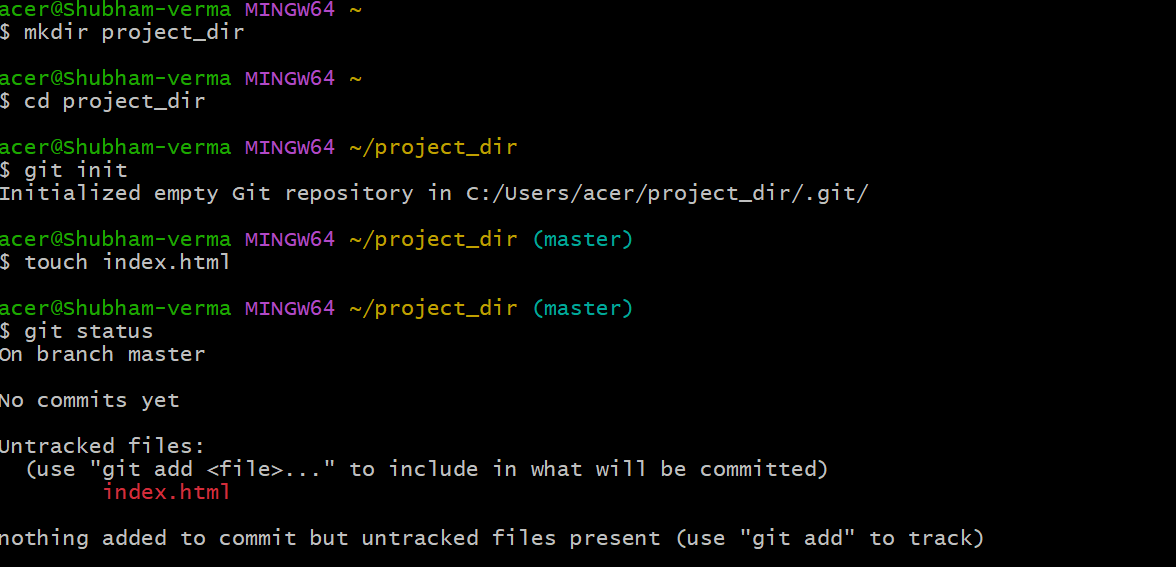 acer@Shubham-verma MINGW64 ~
$ mkdir project_dir
acer@Shubham-verma MINGW64 ~
$ cd project_dir
acer@Shubham-verma MINGW64 ~/project_dir
$ git init
Initialized empty Git repository in C:/Users/acer/project_dir/.git/
acer@Shubham-verma MINGW64 ~/project_dir (master)
$ touch index.html
acer@Shubham-verma MINGW64 ~/project_dir (master)
$ git status
On branch master
No commits yet
Untracked files:
  (use "git add <file>..." to include in what will be committed)
        index.html
nothing added to commit but untracked files present (use "git add" to track)